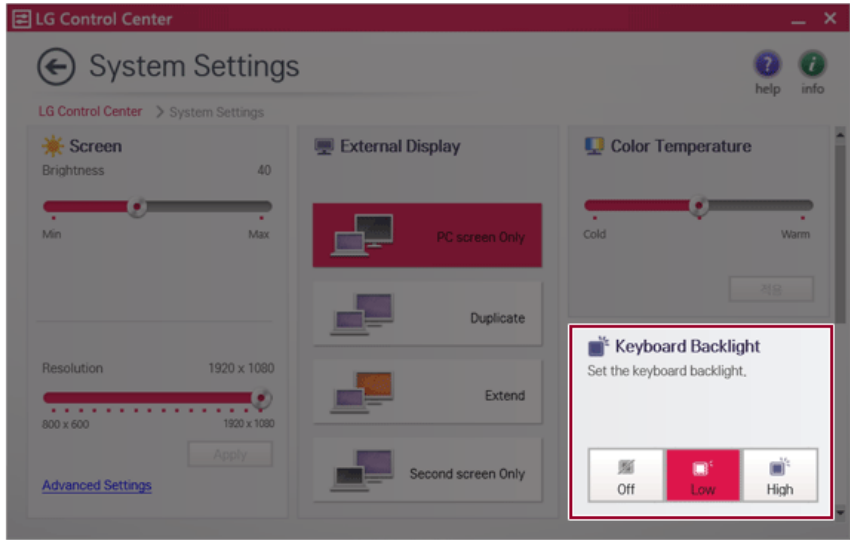 LG Control Center
System Settings
help
info
LG Control Center > System Settings
Screen
Brightness 40
Min Max
Resolution 1920 x 1080
800 x 600 1920 x 1080
Apply
Advanced Settings
External Display
PC screen Only
Duplicate
Extend
Second screen Only
Color Temperature
Cold Warm
적용
Keyboard Backlight
Set the keyboard backlight.
Off Low High